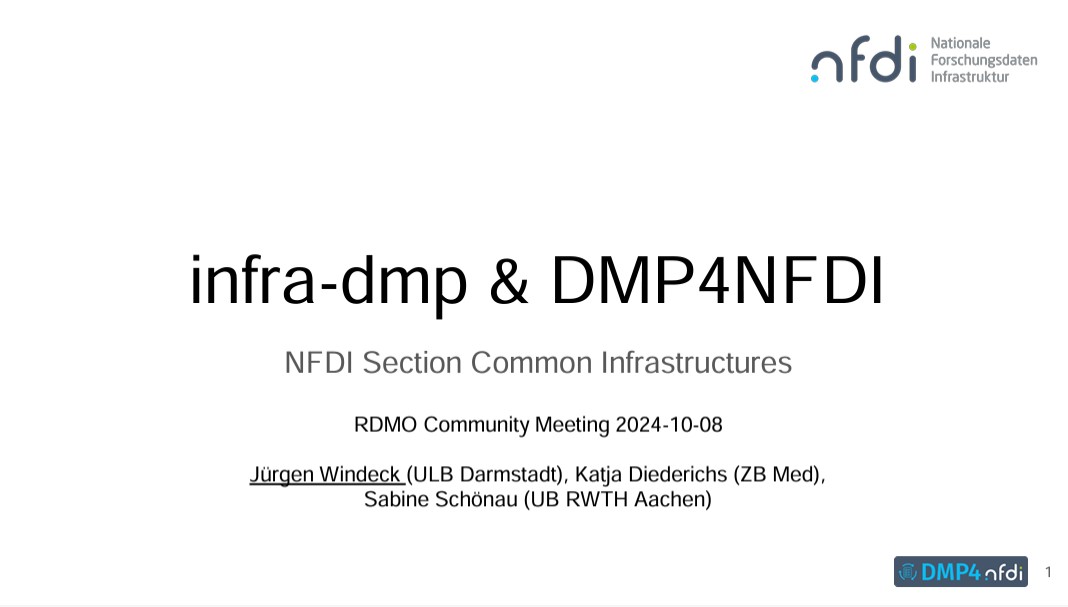 nfdi Nationale
Forschungsdaten
Infrastruktur
infra-dmp & DMP4NFDI
NFDI Section Common Infrastructures
RDMO Community Meeting 2024-10-08
Jürgen Windeck (ULB Darmstadt), Katja Diederichs (ZB Med),
Sabine Schönau (UB RWTH Aachen)
DMP4nfdi 1